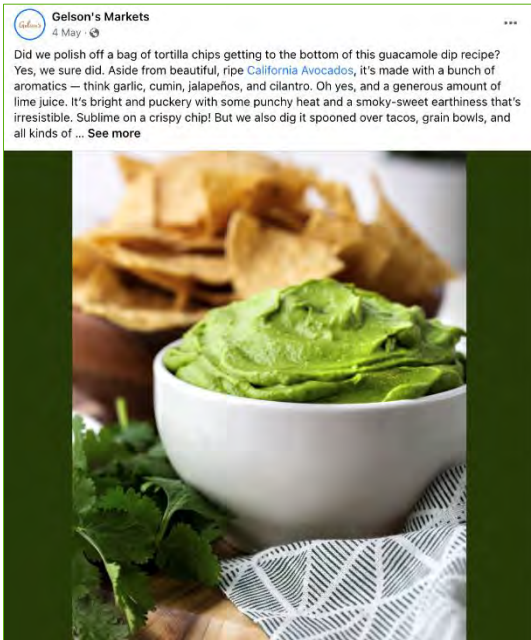 Gelson's
Gelson's Markets
4 May ·
Did we polish off a bag of tortilla chips getting to the bottom of this guacamole dip recipe?
Yes, we sure did. Aside from beautiful, ripe California Avocados, it's made with a bunch of
aromatics — think garlic, cumin, jalapeños, and cilantro. Oh yes, and a generous amount of
lime juice. It's bright and puckery with some punchy heat and a smoky-sweet earthiness that's
irresistible. Sublime on a crispy chip! But we also dig it spooned over tacos, grain bowls, and
all kinds of ... See more